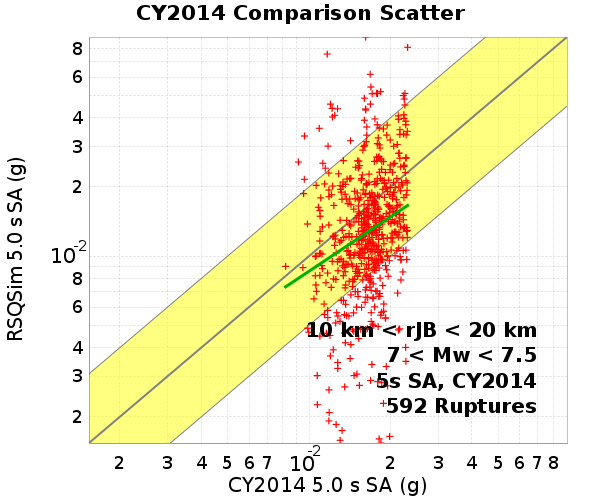 CY2014 Comparison Scatter
RSQSim 5.0 s SA (g)
8
6
4
3
2
10-2
8
6
4
3
2
10 km < rJB < 20 km
7 < Mw < 7.5
5s SA, CY2014
592 Ruptures
2 3 4 5 6 7 10-2 2 3 4 5 6 7 8
CY2014 5.0 s SA (g)